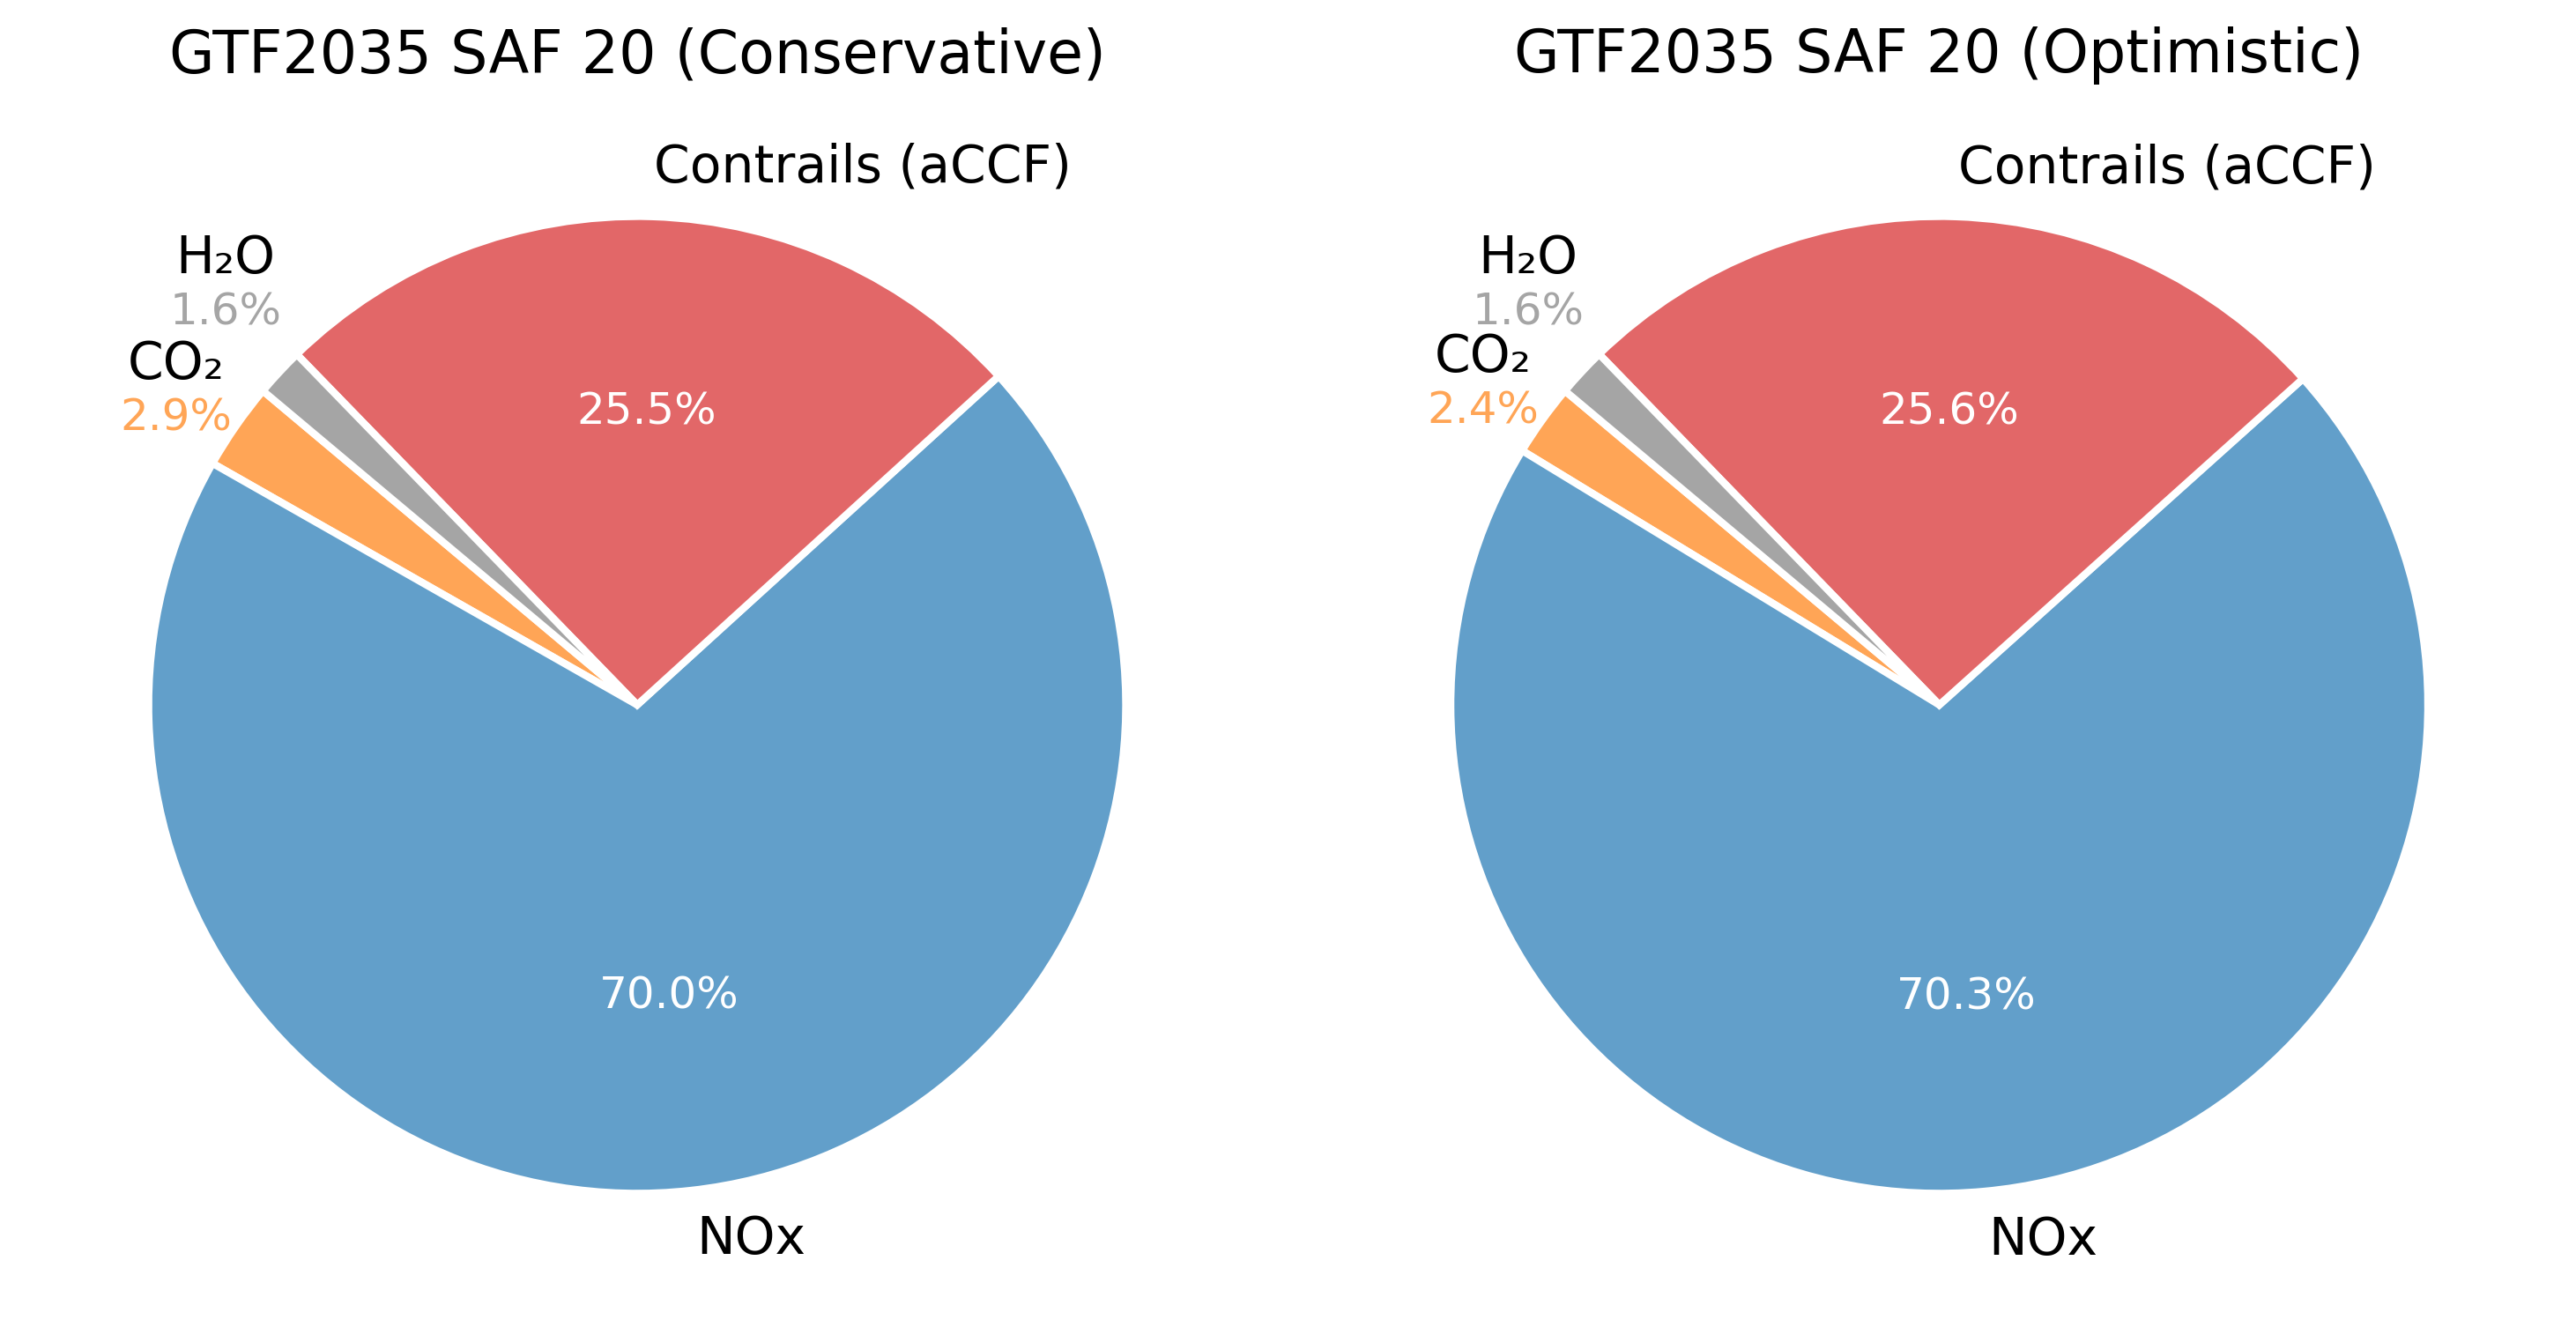 GTF2035 SAF 20 (Conservative)
Contrails (aCCF)
H₂O
1.6%
CO₂
2.9%
25.5%
70.0%
NOx
GTF2035 SAF 20 (Optimistic)
Contrails (aCCF)
H₂O
1.6%
CO₂
2.4%
25.6%
70.3%
NOx